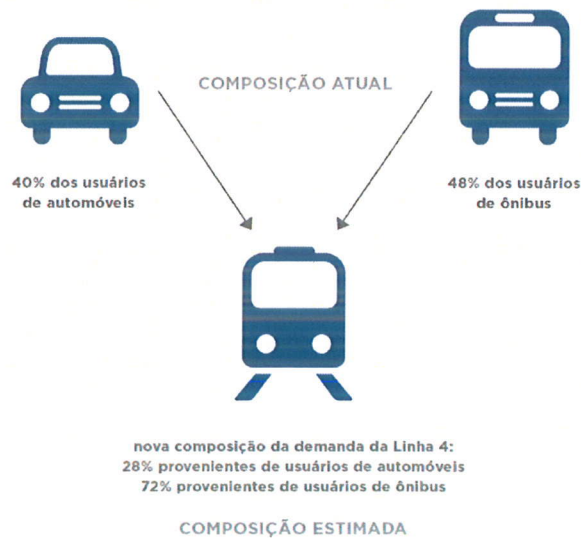 COMPOSIÇÃO ATUAL
40% dos usuários
de automóveis
48% dos usuários
de ônibus
nova composição da demanda da Linha 4:
28% provenientes de usuários de automóveis
72% provenientes de usuários de ônibus
COMPOSIÇÃO ESTIMADA